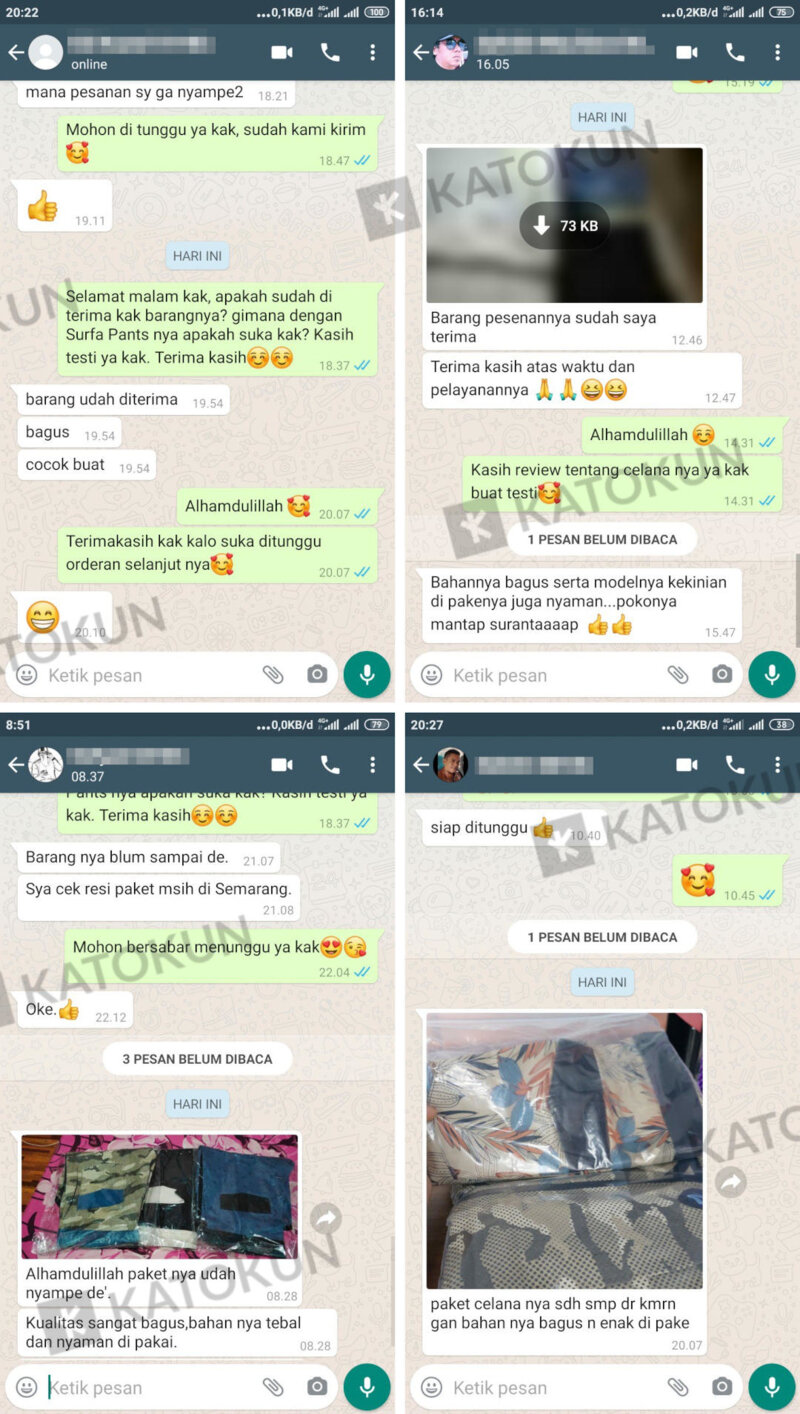 20:22
...0,1KB/d
4G+
100
online
mana pesanan sy ga nyampe2
18.21
Mohon di tunggu ya kak, sudah kami kirim
🥰
18.47
👍
19.11
HARI INI
Selamat malam kak, apakah sudah di
terima kak barangnya? gimana dengan
Surfa Pants nya apakah suka kak? Kasih
testi ya kak. Terima kasih☺️☺️
18.37
barang udah diterima
19.54
bagus
19.54
cocok buat
19.54
Alhamdulillah 🥰
20.07
Terimakasih kak kalo suka ditunggu
orderan selanjut nya🥰
20.07
😁
20.10
Ketik pesan
KUN
TOKUN
16:14
...0,2KB/d
4G+
75
16.05
15.19
HARI INI
KATOKUN
73 KB
Barang pesenannya sudah saya
terima
12.46
Terima kasih atas waktu dan
pelayanannya 🙏🙏😆😆
12.47
Alhamdulillah ☺️
14.31
Kasih review tentang celana nya ya kak
buat testi🥰
14.31
KATOKUN
1 PESAN BELUM DIBACA
Bahannya bagus serta modelnya kekinian
di pakenya juga nyaman...pokonya
mantap surantaaaap 👍👍
15.47
Ketik pesan
8:51
...0,0KB/d
4G+
79
08.37
Pants nya apakah suka kak? Kasih testi ya
kak. Terima kasih☺️☺️
18.37
Barang nya blum sampai de.
21.07
Sya cek resi paket msih di Semarang.
21.08
Mohon bersabar menunggu ya kak😍😘
22.04
KATOKUN
Oke.👍
22.12
3 PESAN BELUM DIBACA
HARI INI
Alhamdulillah paket nya udah
nyampe de'.
08.28
KATOKUN
Kualitas sangat bagus,bahan nya tebal
dan nyaman di pakai.
08.28
Ketik pesan
20:27
...0,2KB/d
4G+
38
siap ditunggu 👍
10.40
KATOKUN
🥰
10.45
1 PESAN BELUM DIBACA
HARI INI
KATO
paket celana nya sdh smp dr kmrn
gan bahan nya bagus n enak di pake
20.07
Ketik pesan